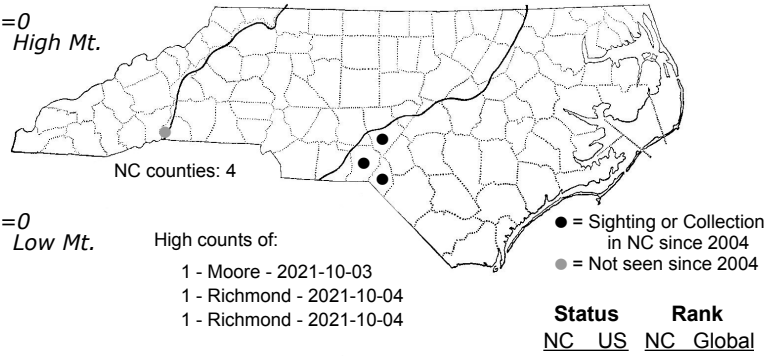 =0
High Mt.
NC counties: 4
=0
Low Mt.
High counts of:
1 - Moore - 2021-10-03
1 - Richmond - 2021-10-04
1 - Richmond - 2021-10-04
= Sighting or Collection
in NC since 2004
= Not seen since 2004
Status Rank
NC US NC Global